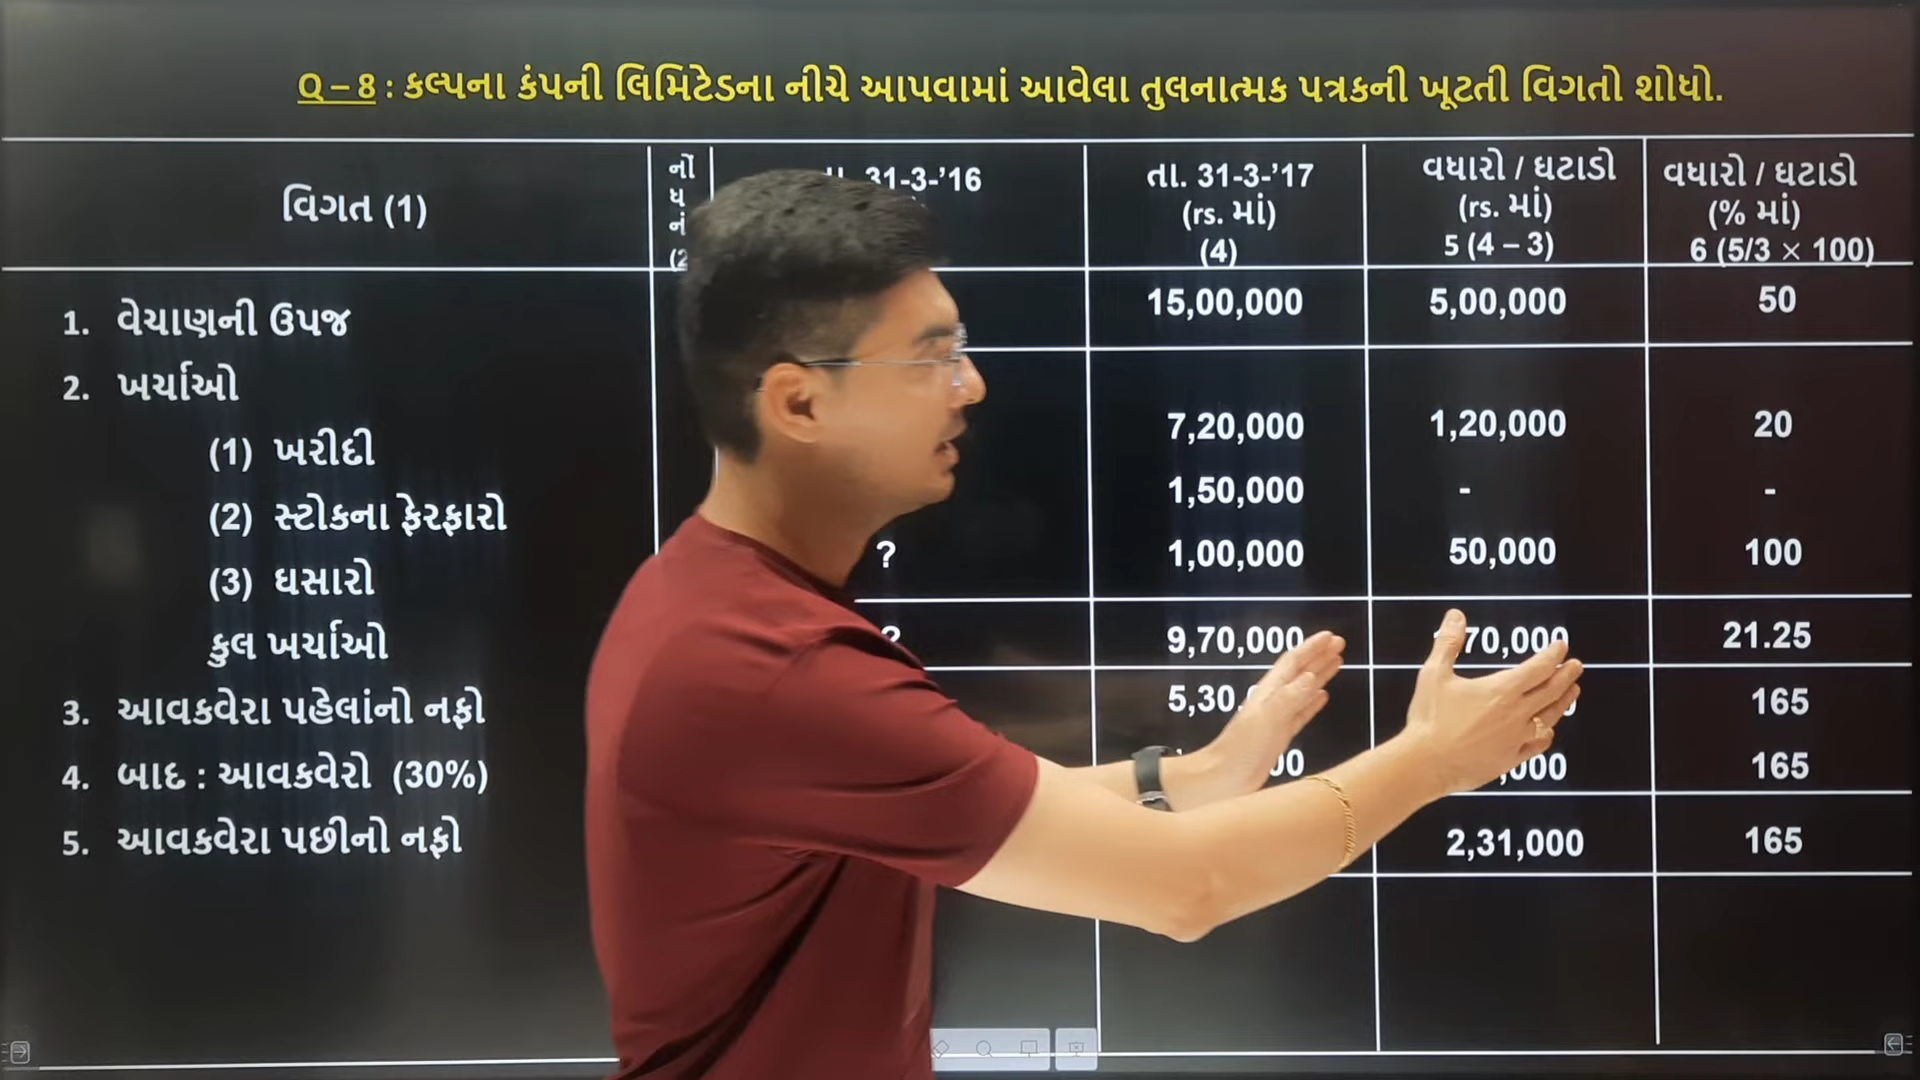 Q – 8 : કલ્પના કંપની લિમિટેડના નીચે આપવામાં આવેલા તુલનાત્મક પત્રકની ખૂટતી વિગતો શોધો.
વિગત (1) નોં ધ નં 31-3-’16 તા. 31-3-’17 (rs. માં) (4) વધારો / ઘટાડો (rs. માં) 5 (4 – 3) વધારો / ઘટાડો (% માં) 6 (5/3 × 100)
1. વેચાણની ઉપજ 15,00,000 5,00,000 50
2. ખર્ચાઓ
(1) ખરીદી 7,20,000 1,20,000 20
(2) સ્ટોકના ફેરફારો 1,50,000 - -
(3) ઘસારો ? 1,00,000 50,000 100
કુલ ખર્ચાઓ ? 9,70,000 21.25
3. આવકવેરા પહેલાંનો નફો 165
4. બાદ : આવકવેરો (30%) 165
5. આવકવેરા પછીનો નફો 2,31,000 165